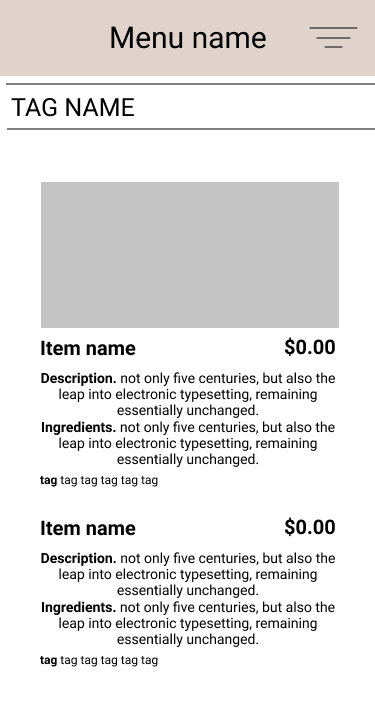 Menu name
TAG NAME
Item name $0.00
Description. not only five centuries, but also the
leap into electronic typesetting, remaining
essentially unchanged.
Ingredients. not only five centuries, but also the
leap into electronic typesetting, remaining
essentially unchanged.
tag tag tag tag tag tag
Item name $0.00
Description. not only five centuries, but also the
leap into electronic typesetting, remaining
essentially unchanged.
Ingredients. not only five centuries, but also the
leap into electronic typesetting, remaining
essentially unchanged.
tag tag tag tag tag tag